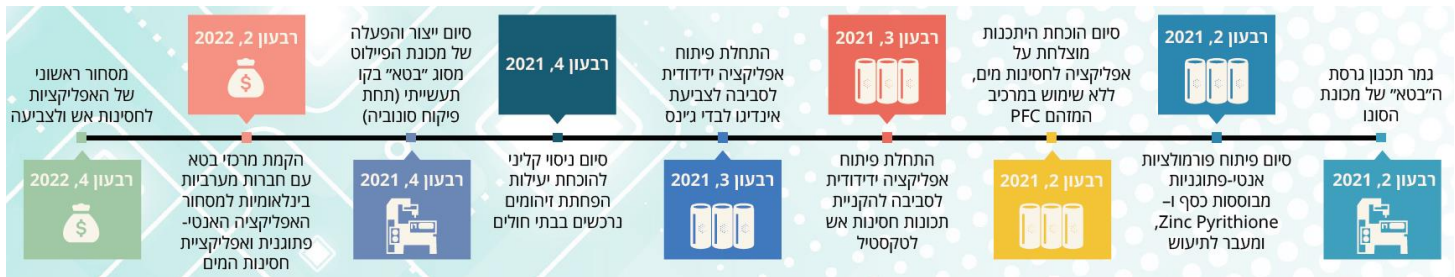 גמר תכנון גרסת
ה״בטא״ של מכונת
הסונו
רבעון 2, 2021
רבעון 2, 2021
סיום פיתוח פורמולציות
אנטי-פתוגניות
מבוססות כסף ו–
Zinc Pyrithione,
ומעבר לתיעוש
סיום הוכחת היתכנות
מוצלחת על
אפליקציה לחסינות מים,
ללא שימוש במרכיב
המזהם PFC
רבעון 2, 2021
רבעון 3, 2021
התחלת פיתוח
אפליקציה ידידודית
לסביבה להקניית
תכונות חסינות אש
לטקסטיל
התחלת פיתוח
אפליקציה ידידודית
לסביבה לצביעת
אינדיגו לבדי ג׳ינס
רבעון 3, 2021
רבעון 4, 2021
סיום ניסוי קליני
להוכחת יעילות
הפחתת זיהומים
נרכשים בבתי חולים
סיום ייצור והפעלה
של מכונת הפיילוט
מסוג ״בטא״ בקו
תעשייתי (תחת
פיקוח סונוביה)
רבעון 4, 2021
רבעון 2, 2022
$
הקמת מרכזי בטא
עם חברות מערביות
בינלאומיות למסחור
האפליקציה האנטי-
פתוגנית ואפליקציית
חסינות המים
מסחור ראשוני
של האפליקציות
לחסינות אש ולצביעה
רבעון 4, 2022
$